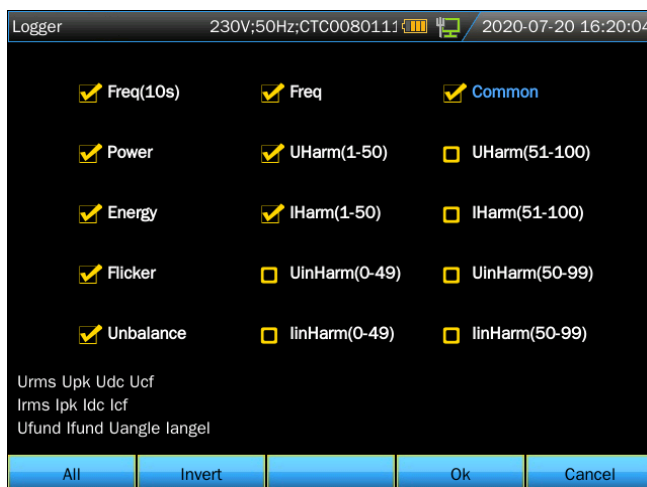 Logger 230V;50Hz;CTC0080111 2020-07-20 16:20:04
Freq(10s) Freq Common
Power UHarm(1-50) UHarm(51-100)
Energy IHarm(1-50) IHarm(51-100)
Flicker UinHarm(0-49) UinHarm(50-99)
Unbalance IinHarm(0-49) IinHarm(50-99)
Urms Upk Udc Ucf
Irms Ipk Idc Icf
Ufund Ifund Uangle Iangel
All Invert Ok Cancel